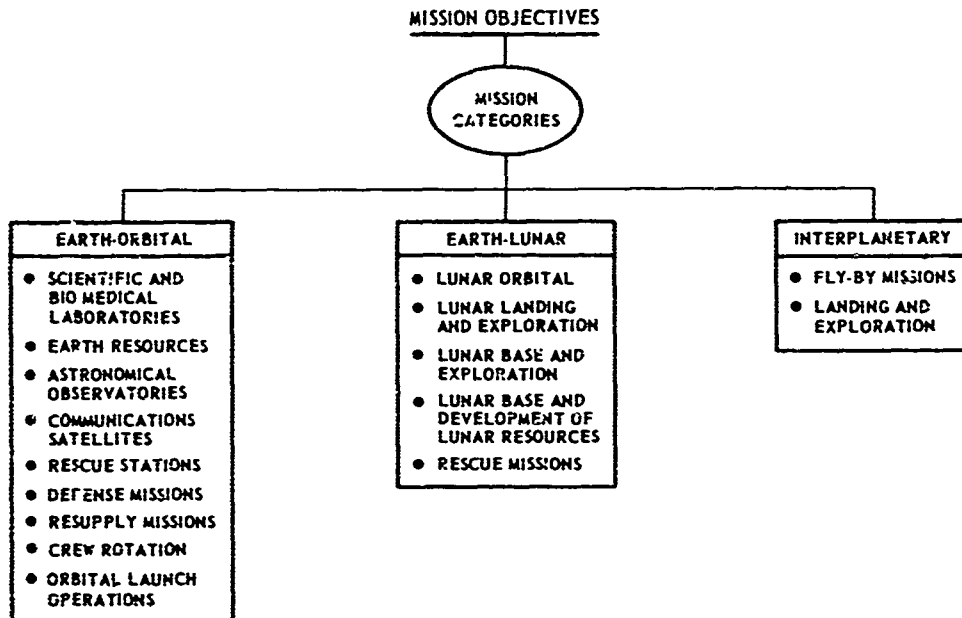 MISSION OBJECTIVES
MISSION
CATEGORIES
EARTH-ORBITAL
● SCIENTIFIC AND
BIO MEDICAL
LABORATORIES
● EARTH RESOURCES
● ASTRONOMICAL
OBSERVATORIES
● COMMUNICATIONS
SATELLITES
● RESCUE STATIONS
● DEFENSE MISSIONS
● RESUPPLY MISSIONS
● CREW ROTATION
● ORBITAL LAUNCH
OPERATIONS
EARTH-LUNAR
● LUNAR ORBITAL
● LUNAR LANDING
AND EXPLORATION
● LUNAR BASE AND
EXPLORATION
● LUNAR BASE AND
DEVELOPMENT OF
LUNAR RESOURCES
● RESCUE MISSIONS
INTERPLANETARY
● FLY-BY MISSIONS
● LANDING AND
EXPLORATION